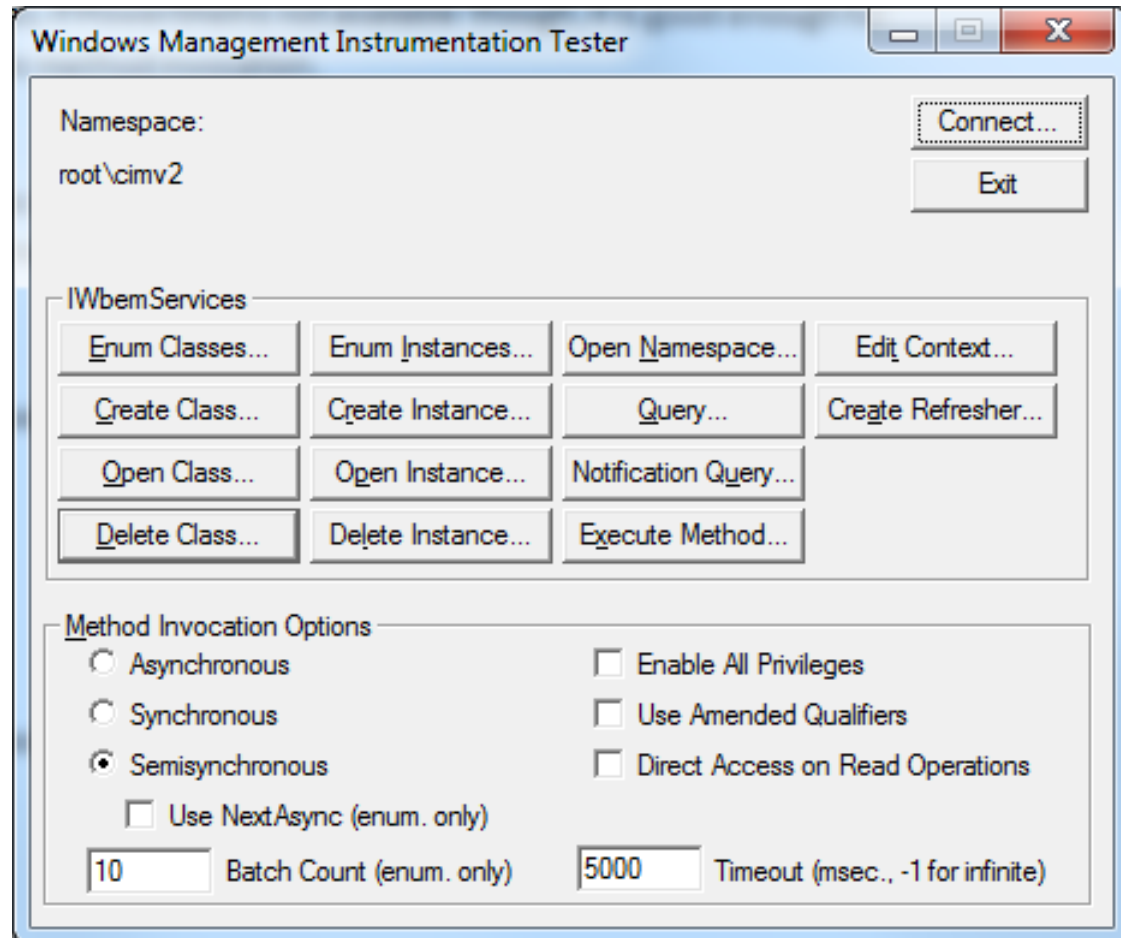 Windows Management Instrumentation Tester
Namespace:
Connect...
root\cimv2
Exit
IWbemServices
Enum Classes...
Enum Instances...
Open Namespace...
Edit Context...
Create Class...
Create Instance...
Query...
Create Refresher...
Open Class...
Open Instance...
Notification Query...
Delete Class...
Delete Instance...
Execute Method...
Method Invocation Options
Asynchronous
Enable All Privileges
Synchronous
Use Amended Qualifiers
Semisynchronous
Direct Access on Read Operations
Use NextAsync (enum. only)
10 Batch Count (enum. only)
5000 Timeout (msec., -1 for infinite)